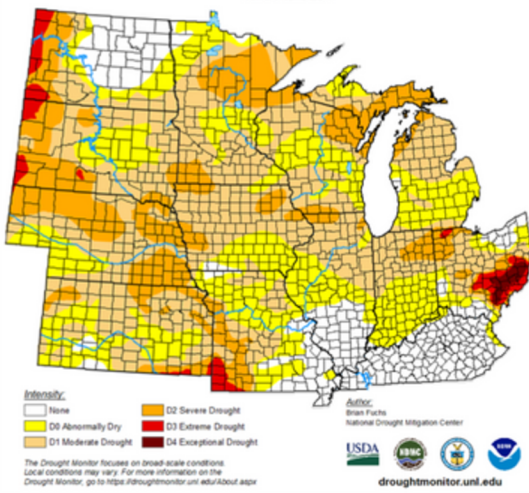 Intensity:
None
D0 Abnormally Dry
D1 Moderate Drought
D2 Severe Drought
D3 Extreme Drought
D4 Exceptional Drought
The Drought Monitor focuses on broad-scale conditions.
Local conditions may vary. For more information on the
Drought Monitor, go to https://droughtmonitor.unl.edu/About.aspx
Author:
Brian Fuchs
National Drought Mitigation Center
USDA
NDMC
droughtmonitor.unl.edu